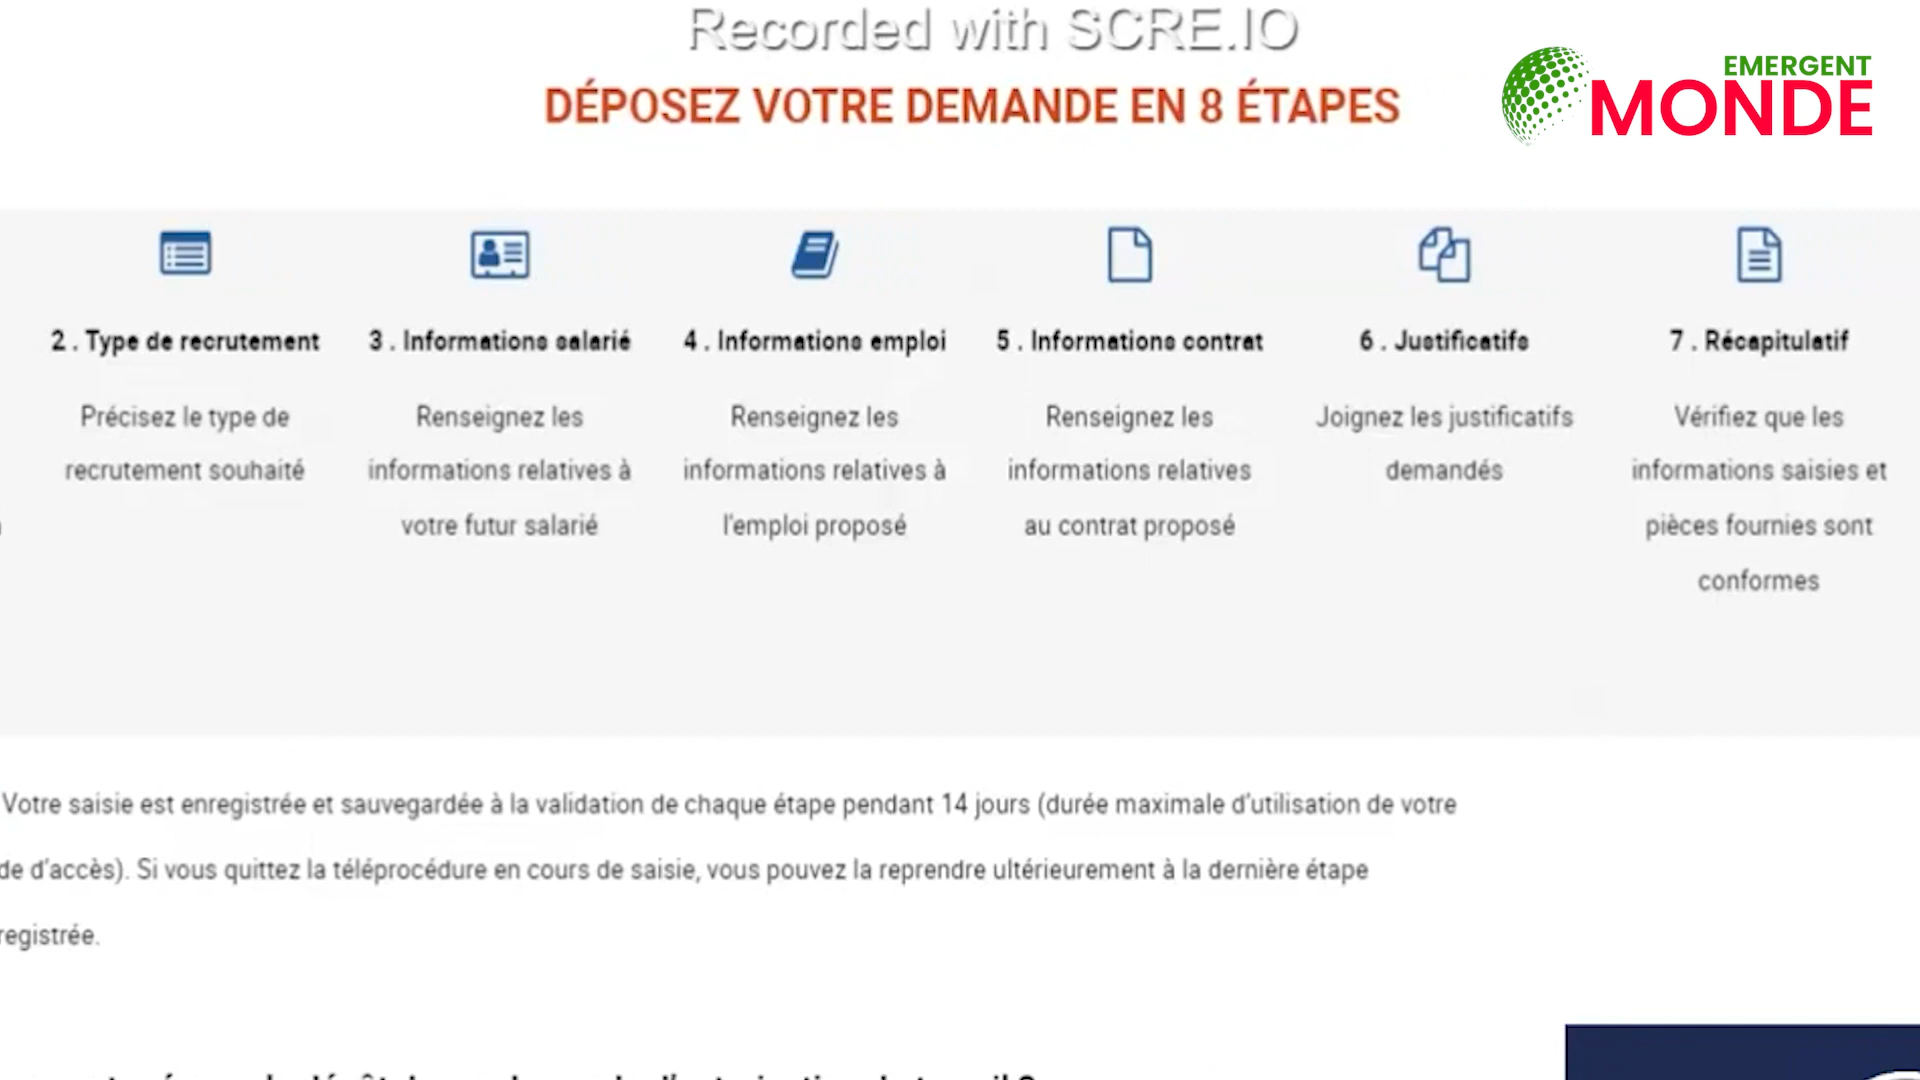 Recorded with SCRE.IO
EMERGENT
MONDE
DÉPOSEZ VOTRE DEMANDE EN 8 ÉTAPES
2 . Type de recrutement
Précisez le type de
recrutement souhaité
3 . Informations salarié
Renseignez les
informations relatives à
votre futur salarié
4 . Informations emploi
Renseignez les
informations relatives à
l'emploi proposé
5 . Informations contrat
Renseignez les
informations relatives
au contrat proposé
6 . Justificatifs
Joignez les justificatifs
demandés
7 . Récapitulatif
Vérifiez que les
informations saisies et
pièces fournies sont
conformes
Votre saisie est enregistrée et sauvegardée à la validation de chaque étape pendant 14 jours (durée maximale d'utilisation de votre
de d'accès). Si vous quittez la téléprocédure en cours de saisie, vous pouvez la reprendre ultérieurement à la dernière étape
registrée.